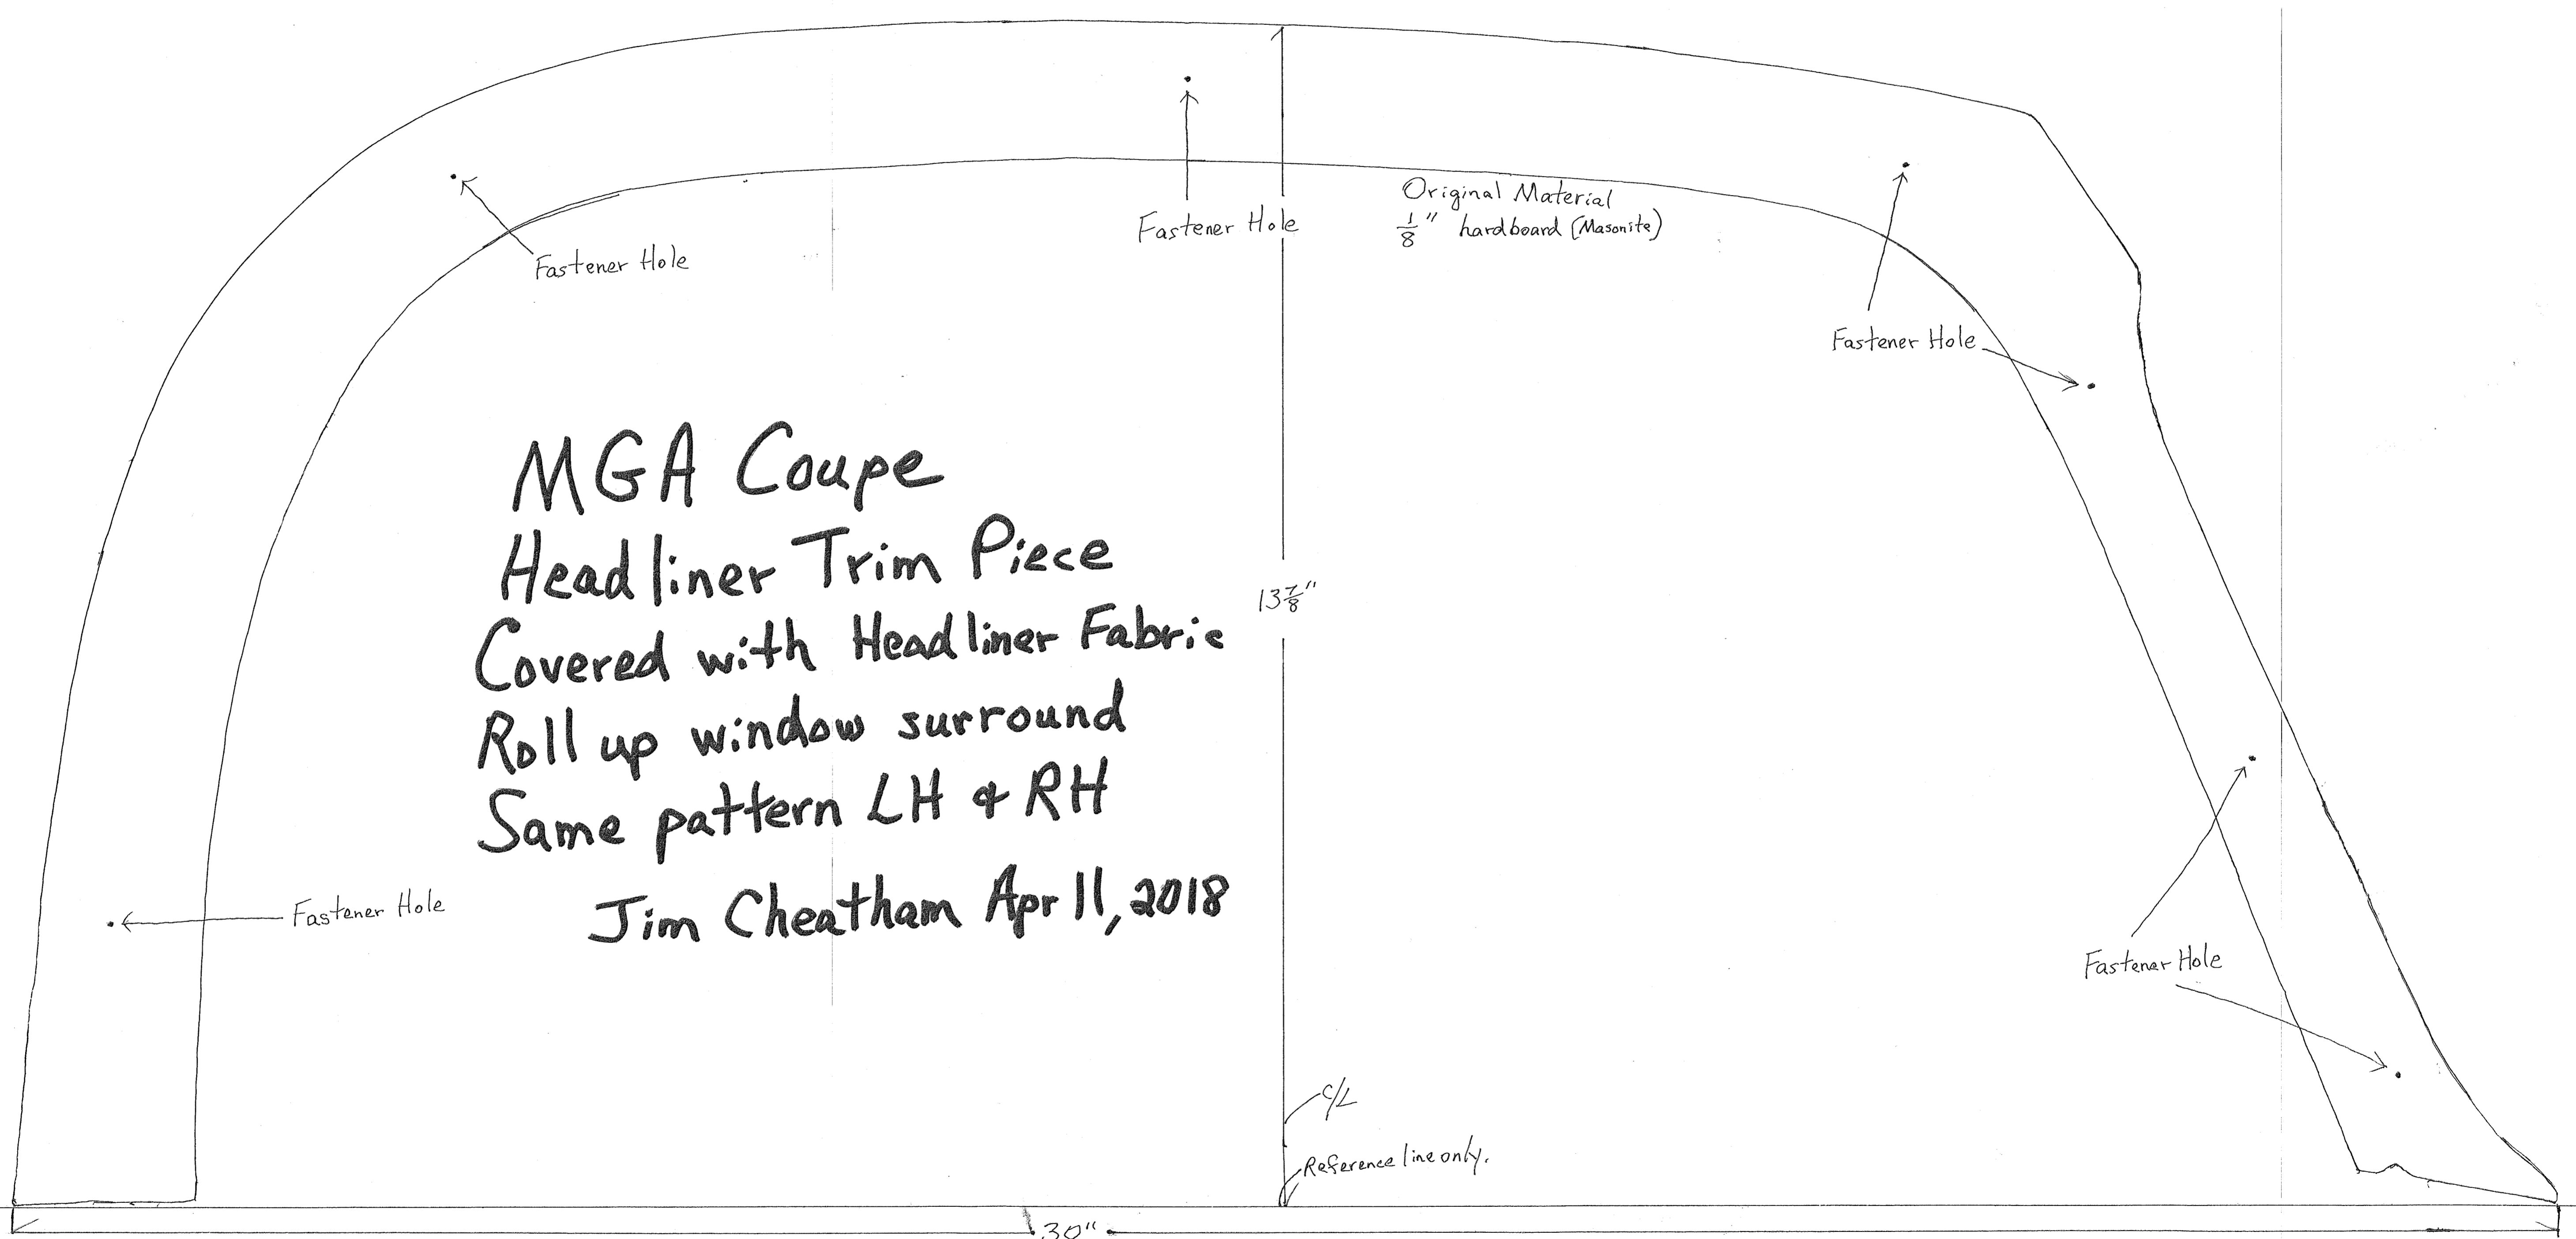 Fastener Hole
Fastener Hole
Original Material
1/8" hardboard (Masonite)
Fastener Hole
MGA Coupe
Headliner Trim Piece
Covered with Headliner Fabric
Roll up window surround
Same pattern LH & RH
Jim Cheatham Apr 11, 2018
13 7/8"
Fastener Hole
Fastener Hole
C/L
Reference line only.
30"